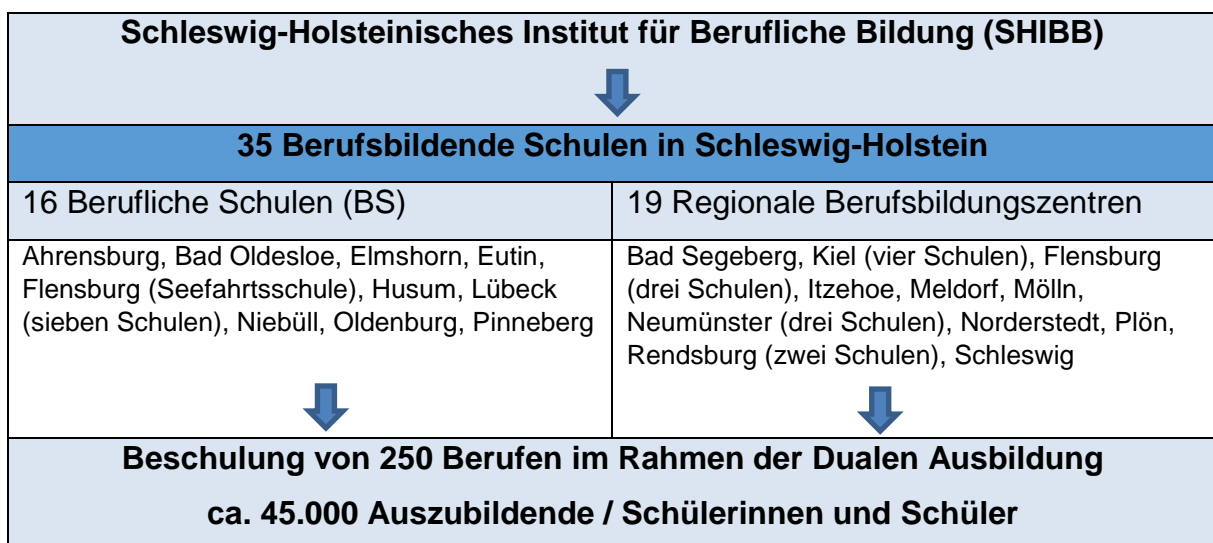 Schleswig-Holsteinisches Institut für Berufliche Bildung (SHIBB)
35 Berufsbildende Schulen in Schleswig-Holstein
16 Berufliche Schulen (BS)
19 Regionale Berufsbildungszentren
Ahrensburg, Bad Oldesloe, Elmshorn, Eutin,
Flensburg (Seefahrtsschule), Husum, Lübeck
(sieben Schulen), Niebüll, Oldenburg, Pinneberg
Bad Segeberg, Kiel (vier Schulen), Flensburg
(drei Schulen), Itzehoe, Meldorf, Mölln,
Neumünster (drei Schulen), Norderstedt, Plön,
Rendsburg (zwei Schulen), Schleswig
Beschulung von 250 Berufen im Rahmen der Dualen Ausbildung
ca. 45.000 Auszubildende / Schülerinnen und Schüler